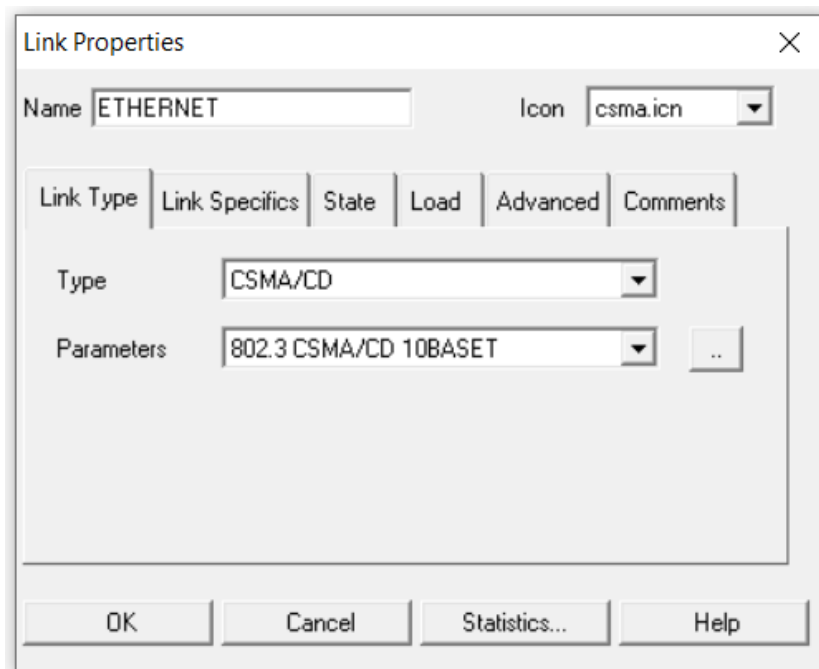 Link Properties
Name ETHERNET Icon csma.icn
Link Type Link Specifics State Load Advanced Comments
Type CSMA/CD
Parameters 802.3 CSMA/CD 10BASET ..
OK Cancel Statistics... Help